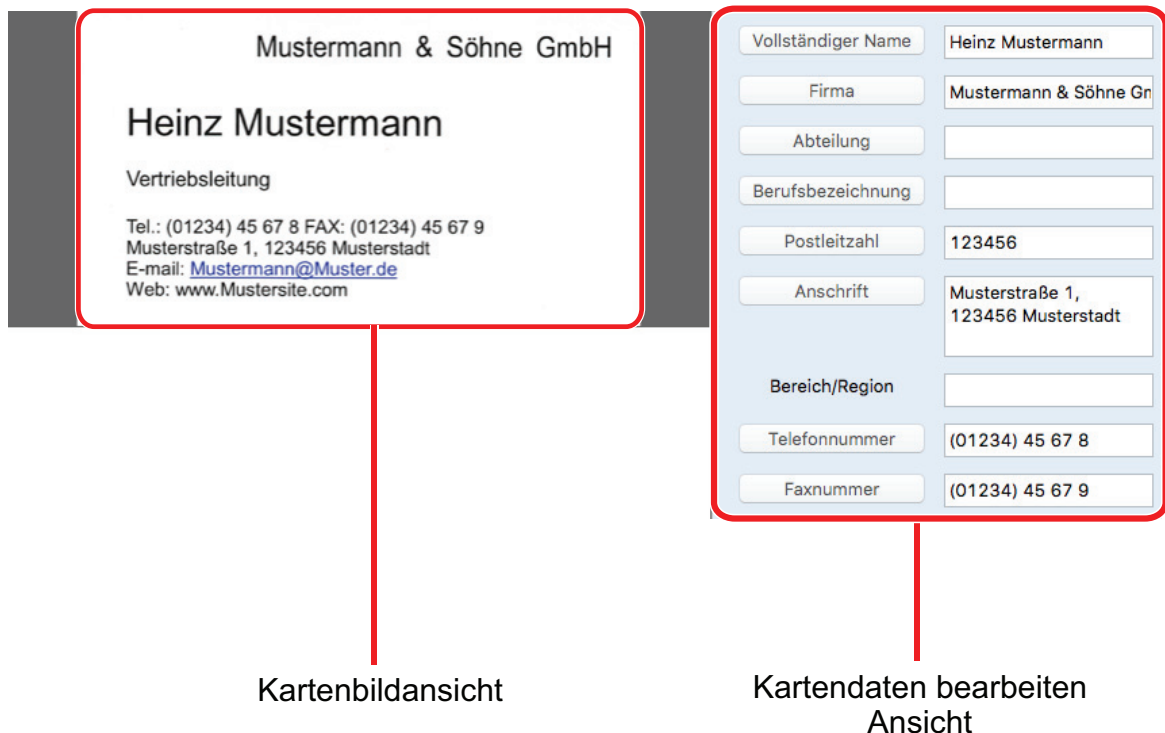 Mustermann & Söhne GmbH
Heinz Mustermann
Vertriebsleitung
Tel.: (01234) 45 67 8 FAX: (01234) 45 67 9
Musterstraße 1, 123456 Musterstadt
E-mail: Mustermann@Muster.de
Web: www.Mustersite.com
Vollständiger Name Heinz Mustermann
Firma Mustermann & Söhne Gm
Abteilung
Berufsbezeichnung
Postleitzahl 123456
Anschrift Musterstraße 1,
123456 Musterstadt
Bereich/Region
Telefonnummer (01234) 45 67 8
Faxnummer (01234) 45 67 9
Kartenbildansicht
Kartendaten bearbeiten
Ansicht